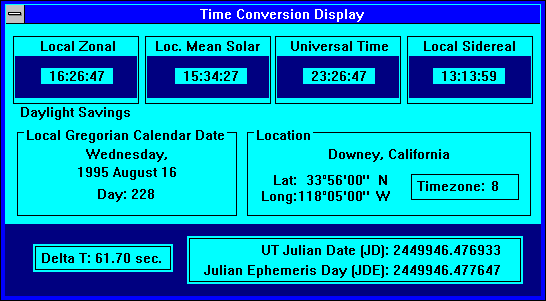 Time Conversion Display
Local Zonal Loc. Mean Solar Universal Time Local Sidereal
16:26:47 15:34:27 23:26:47 13:13:59
Daylight Savings
Local Gregorian Calendar Date
Wednesday,
1995 August 16
Day: 228
Location
Downey, California
Lat: 33°56'00" N
Long:118°05'00" W
Timezone: 8
Delta T: 61.70 sec.
UT Julian Date (JD): 2449946.476933
Julian Ephemeris Day (JDE): 2449946.477647